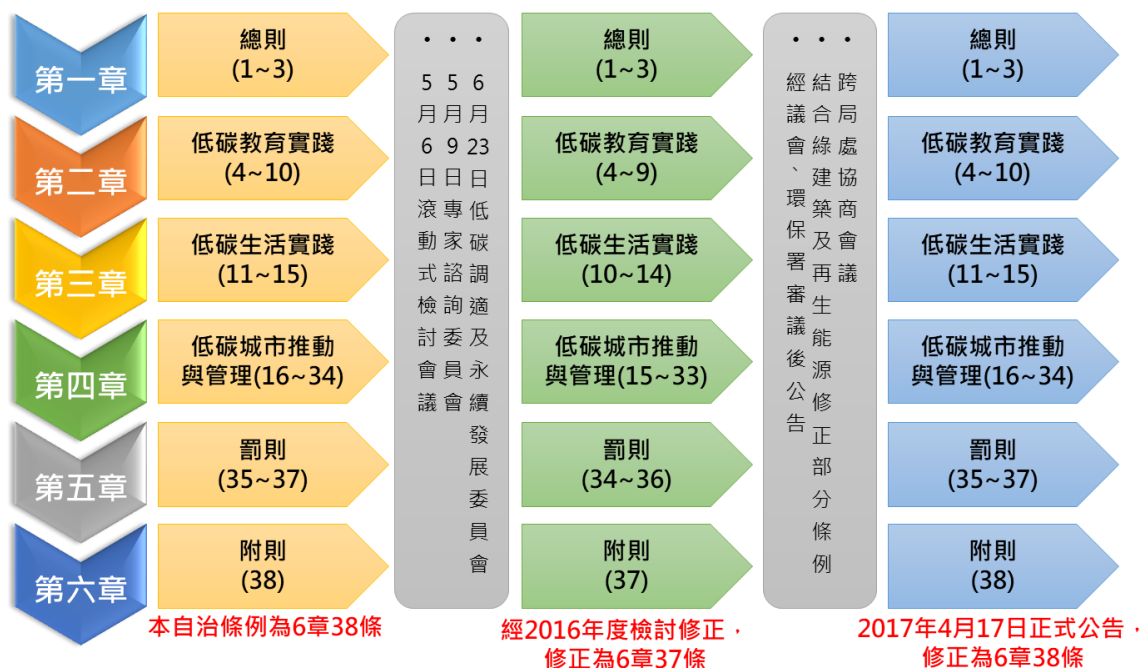 第一章
總則
(1~3)
第二章
低碳教育實踐
(4~10)
第三章
低碳生活實踐
(11~15)
第四章
低碳城市推動
與管理(16~34)
第五章
罰則
(35~37)
第六章
附則
(38)
本自治條例為6章38條
• 5月6日滾動式檢討會議
• 5月9日專家諮詢委員會
• 6月23日低碳調適及永續發展委員會
總則
(1~3)
低碳教育實踐
(4~9)
低碳生活實踐
(10~14)
低碳城市推動
與管理(15~33)
罰則
(34~36)
附則
(37)
經2016年度檢討修正，
修正為6章37條
• 跨局處協商會議
• 結合綠建築及再生能源修正部分條例
• 經議會、環保署審議後公告
總則
(1~3)
低碳教育實踐
(4~10)
低碳生活實踐
(11~15)
低碳城市推動
與管理(16~34)
罰則
(35~37)
附則
(38)
2017年4月17日正式公告，
修正為6章38條